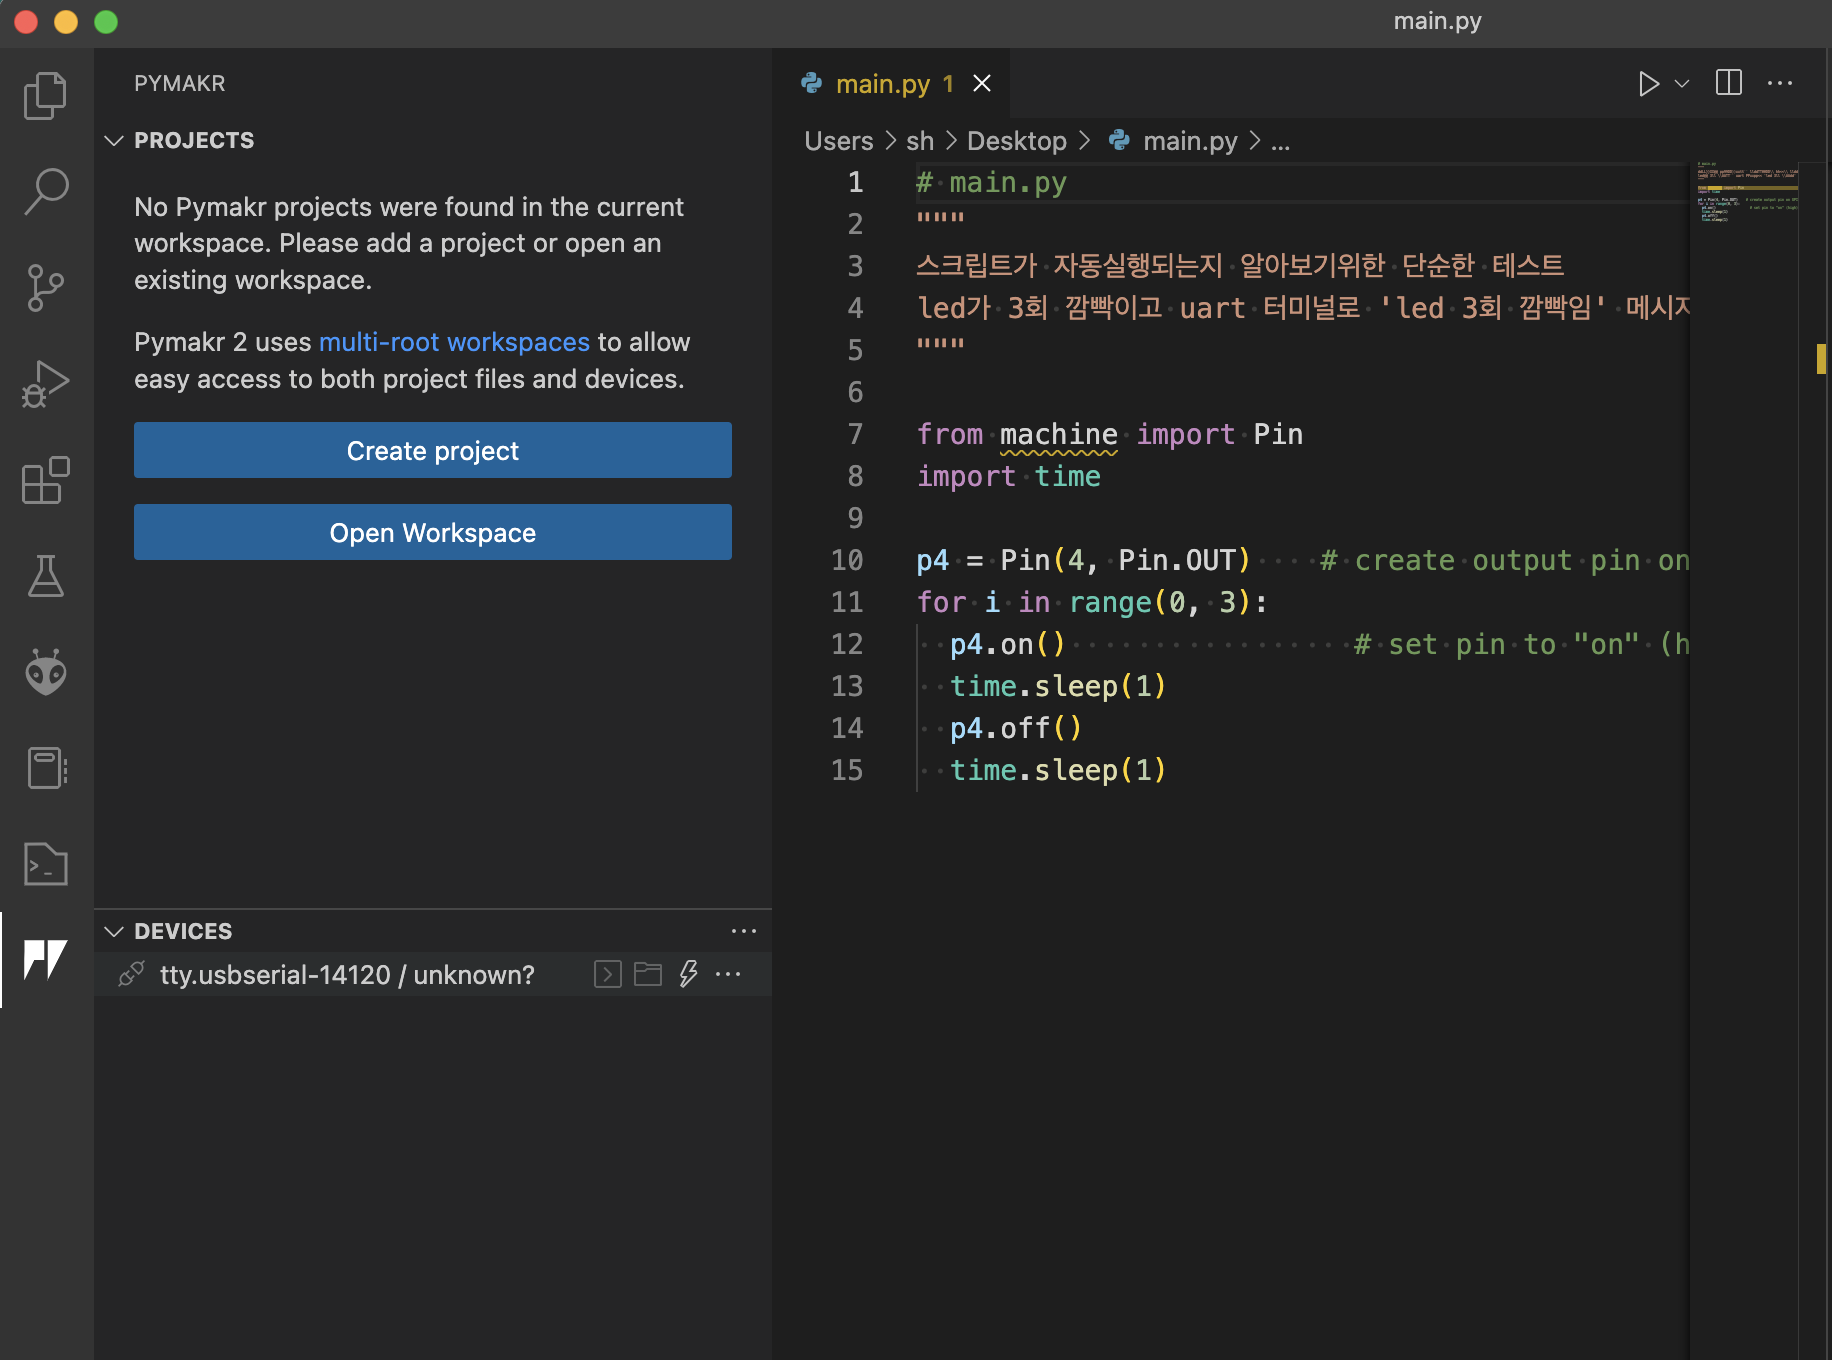 main.py
PYMAKR
PROJECTS
No Pymakr projects were found in the current
workspace. Please add a project or open an
existing workspace.
Pymakr 2 uses multi-root workspaces to allow
easy access to both project files and devices.
Create project
Open Workspace
DEVICES
tty.usbserial-14120 / unknown?
main.py 1
Users > sh > Desktop > main.py > ...
1 # main.py
2 """
3 스크립트가 자동실행되는지 알아보기위한 단순한 테스트
4 led가 3회 깜빡이고 uart 터미널로 'led 3회 깜빡임' 메시지
5 """
6
7 from machine import Pin
8 import time
9
10 p4 = Pin(4, Pin.OUT)    # create output pin on
11 for i in range(0, 3):
12   p4.on()                 # set pin to "on" (h
13   time.sleep(1)
14   p4.off()
15   time.sleep(1)